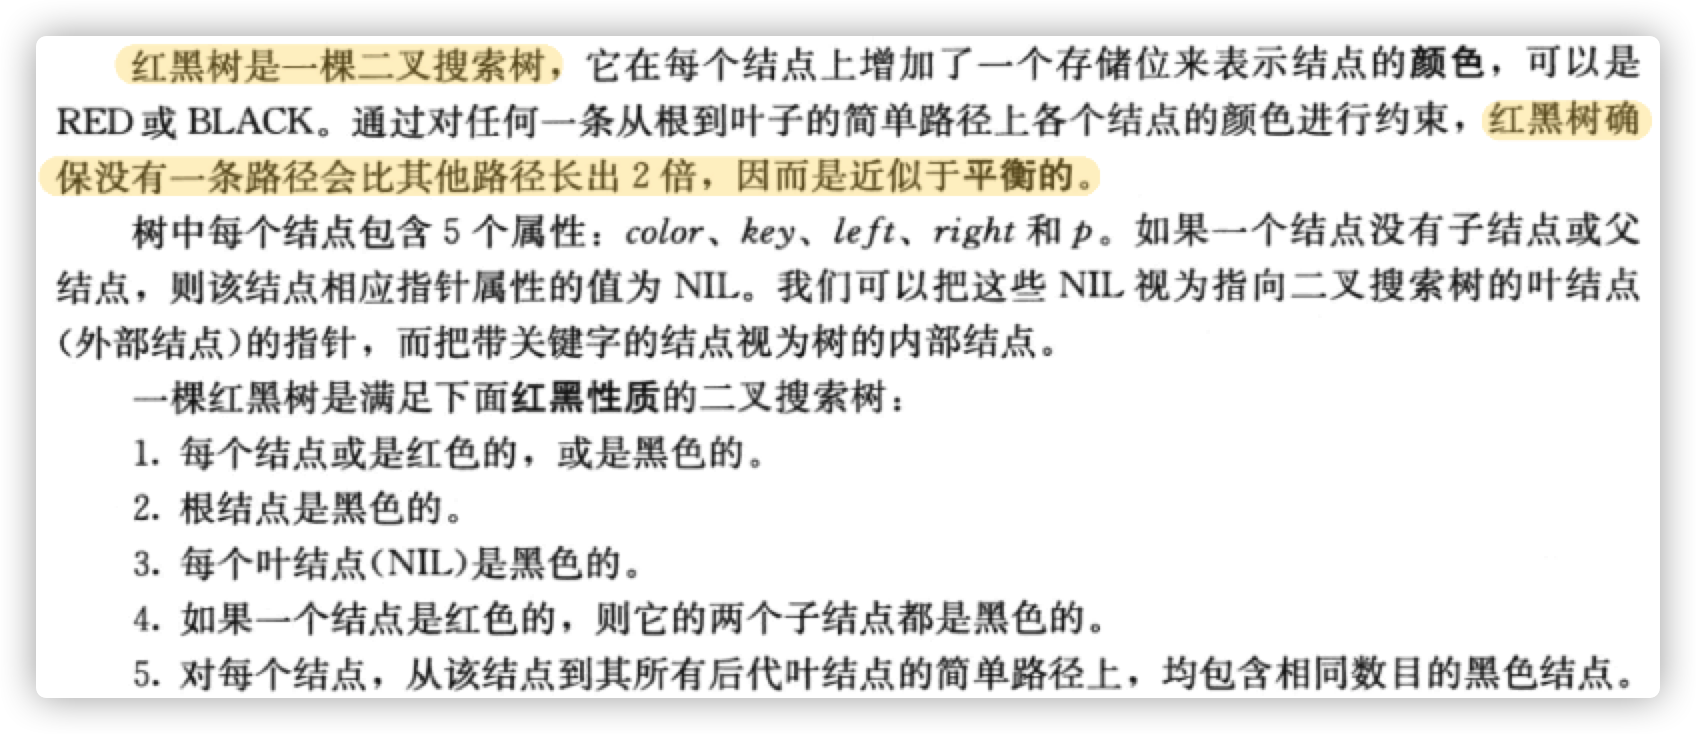 红黑树是一棵二叉搜索树，它在每个结点上增加了一个存储位来表示结点的颜色，可以是
RED或 BLACK。通过对任何一条从根到叶子的简单路径上各个结点的颜色进行约束，红黑树确
保没有一条路径会比其他路径长出 2 倍，因而是近似于平衡的。
树中每个结点包含 5 个属性：color、key、left、right 和 p。如果一个结点没有子结点或父
结点，则该结点相应指针属性的值为 NIL。我们可以把这些 NIL 视为指向二叉搜索树的叶结点
（外部结点）的指针，而把带关键字的结点视为树的内部结点。
一棵红黑树是满足下面红黑性质的二叉搜索树：
1. 每个结点或是红色的，或是黑色的。
2. 根结点是黑色的。
3. 每个叶结点(NIL)是黑色的。
4. 如果一个结点是红色的，则它的两个子结点都是黑色的。
5. 对每个结点，从该结点到其所有后代叶结点的简单路径上，均包含相同数目的黑色结点。